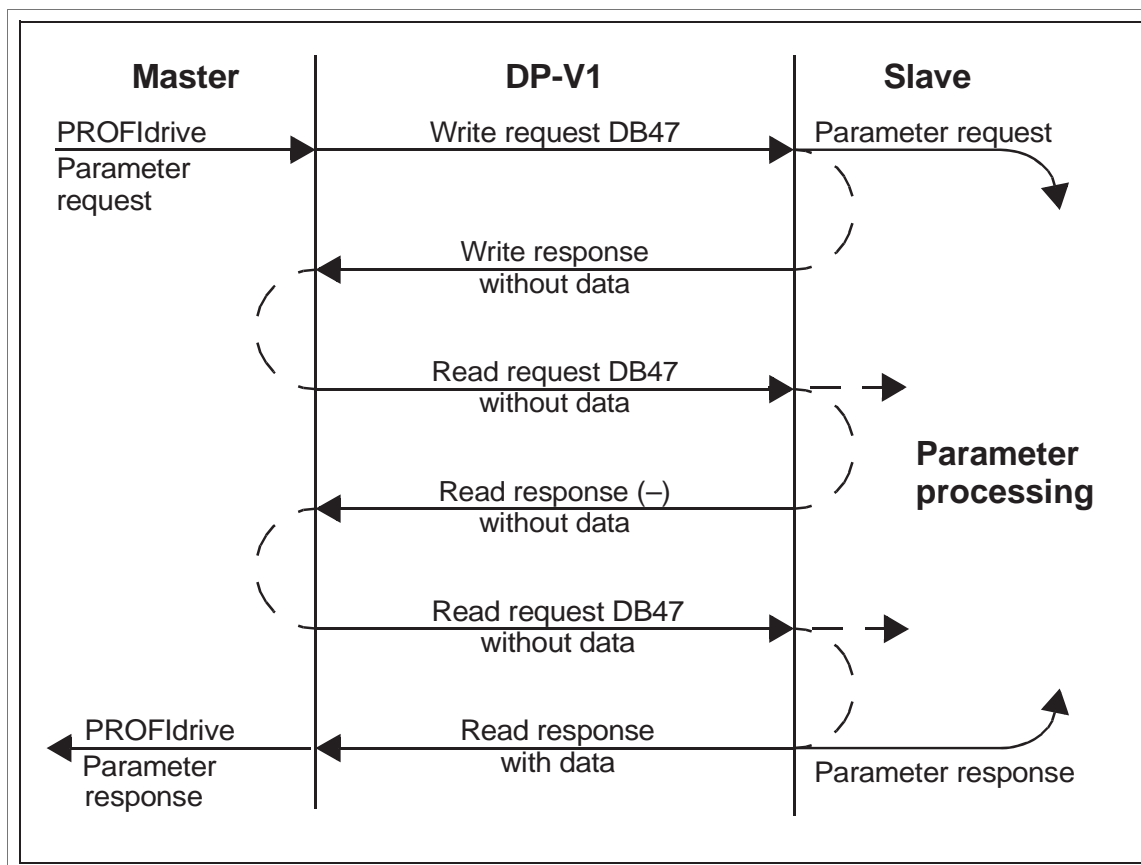 Master
DP-V1
Slave
PROFIdrive
Parameter
request
Write request DB47
Parameter request
Write response
without data
Read request DB47
without data
Parameter
processing
Read response (–)
without data
Read request DB47
without data
PROFIdrive
Parameter
response
Read response
with data
Parameter response